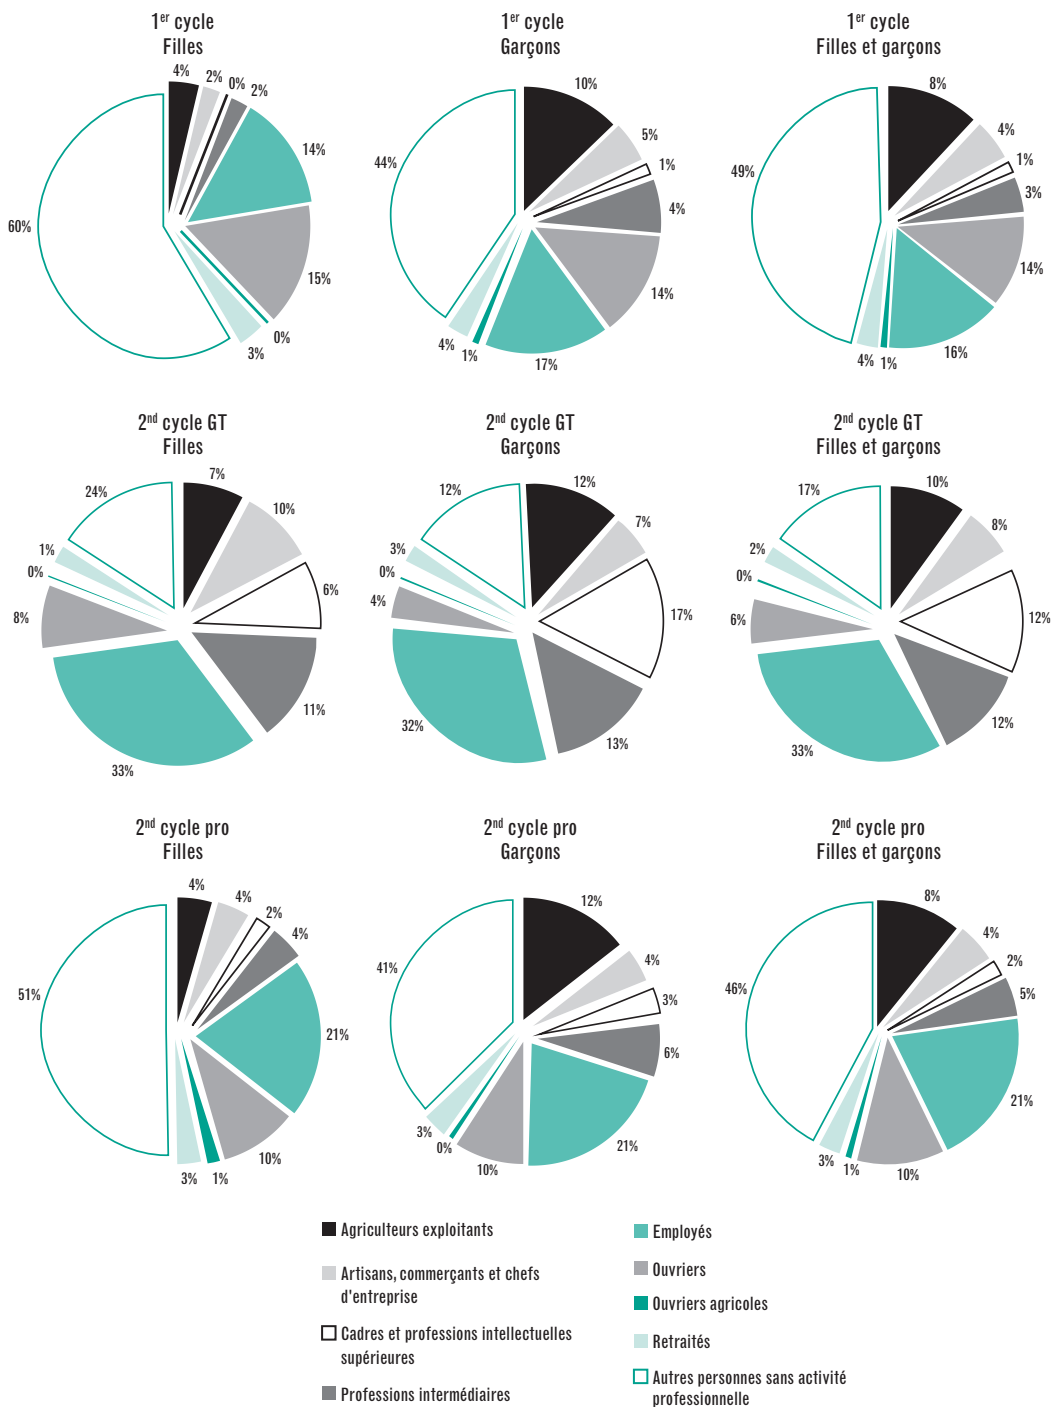 1er cycle
Filles
4%
2%
0%
2%
14%
15%
0%
3%
60%
1er cycle
Garçons
10%
5%
1%
4%
14%
17%
1%
4%
44%
1er cycle
Filles et garçons
8%
4%
1%
3%
14%
16%
1%
4%
49%
2nd cycle GT
Filles
7%
10%
6%
11%
33%
8%
0%
1%
24%
2nd cycle GT
Garçons
12%
7%
17%
13%
32%
4%
0%
3%
12%
2nd cycle GT
Filles et garçons
10%
8%
12%
12%
33%
6%
0%
2%
17%
2nd cycle pro
Filles
4%
4%
2%
4%
21%
10%
1%
3%
51%
2nd cycle pro
Garçons
12%
4%
3%
6%
21%
10%
0%
3%
41%
2nd cycle pro
Filles et garçons
8%
4%
2%
5%
21%
10%
1%
3%
46%
Agriculteurs exploitants
Artisans, commerçants et chefs
d'entreprise
Cadres et professions intellectuelles
supérieures
Professions intermédiaires
Employés
Ouvriers
Ouvriers agricoles
Retraités
Autres personnes sans activité
professionnelle